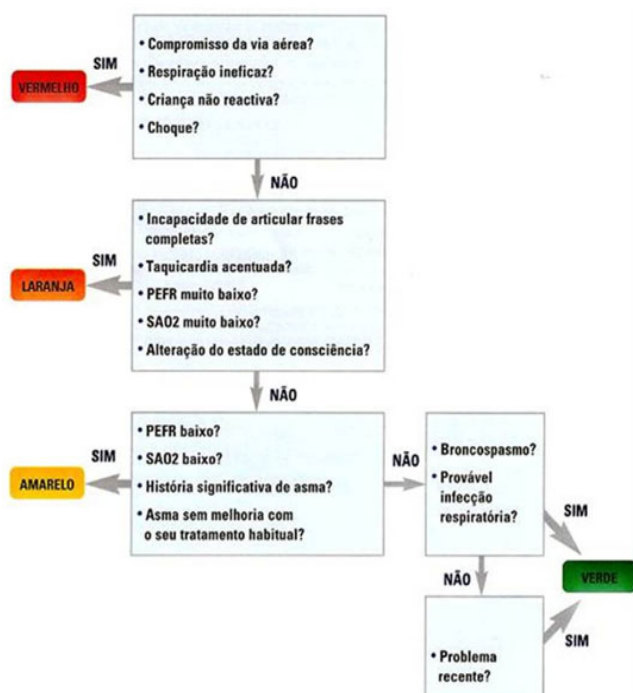 • Compromisso da via aérea?
• Respiração ineficaz?
• Criança não reactiva?
• Choque?
SIM
VERMELHO
NÃO
• Incapacidade de articular frases
completas?
• Taquicardia acentuada?
• PEFR muito baixo?
• SAO2 muito baixo?
• Alteração do estado de consciência?
SIM
LARANJA
NÃO
• PEFR baixo?
• SAO2 baixo?
• História significativa de asma?
• Asma sem melhoria com
o seu tratamento habitual?
SIM
AMARELO
NÃO
• Broncospasmo?
• Provável
infecção
respiratória?
SIM
VERDE
NÃO
• Problema
recente?
SIM